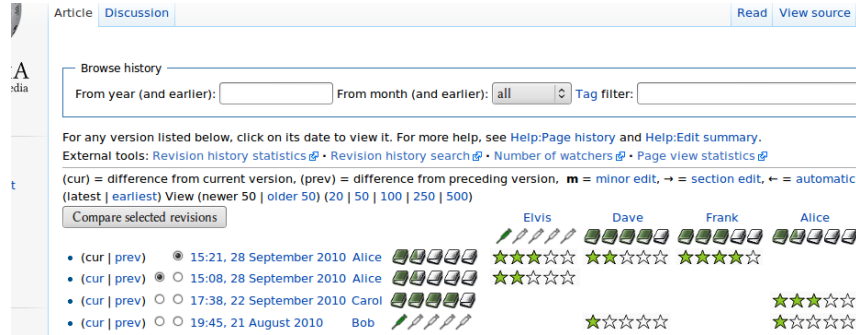 Article Discussion Read View source
A
edia
Browse history
From year (and earlier): From month (and earlier): all Tag filter:
For any version listed below, click on its date to view it. For more help, see Help:Page history and Help:Edit summary.
External tools: Revision history statistics · Revision history search · Number of watchers · Page view statistics
(cur) = difference from current version, (prev) = difference from preceding version, m = minor edit, → = section edit, ← = automatic
t
(latest | earliest) View (newer 50 | older 50) (20 | 50 | 100 | 250 | 500)
Compare selected revisions Elvis Dave Frank Alice
• (cur | prev) 15:21, 28 September 2010 Alice
• (cur | prev) 15:08, 28 September 2010 Alice
• (cur | prev) 17:38, 22 September 2010 Carol
• (cur | prev) 19:45, 21 August 2010 Bob